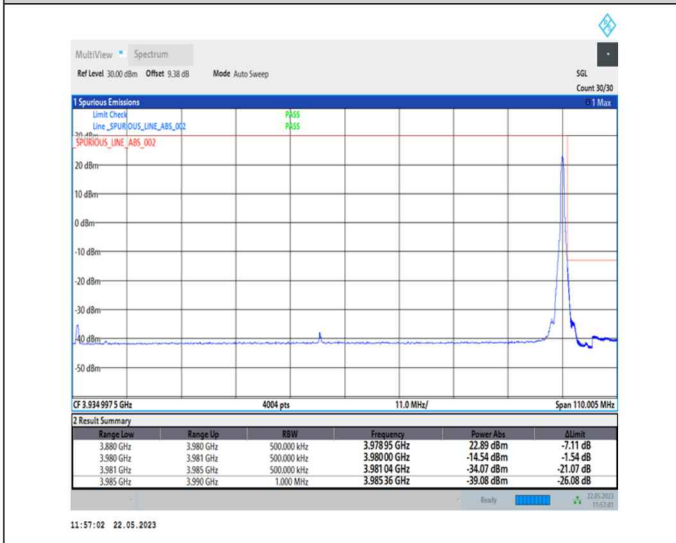 MultiView Spectrum
Ref Level 30.00 dBm Offset 9.38 dB Mode Auto Sweep SGL
Count 30/30
1 Spurious Emissions 1 Max
Limit Check PASS
Line _SPURIOUS_LINE_ABS_002 PASS
_SPURIOUS_LINE_ABS_002
20 dBm
10 dBm
0 dBm
-10 dBm
-20 dBm
-30 dBm
-40 dBm
-50 dBm
CF 3.934 997 5 GHz 4004 pts 11.0 MHz/ Span 110.005 MHz
2 Result Summary
Range Low Range Up RBW Frequency Power Abs ΔLimit
3.880 GHz 3.980 GHz 500.000 kHz 3.978 95 GHz 22.89 dBm -7.11 dB
3.980 GHz 3.981 GHz 500.000 kHz 3.980 00 GHz -14.54 dBm -1.54 dB
3.981 GHz 3.985 GHz 500.000 kHz 3.981 04 GHz -34.07 dBm -21.07 dB
3.985 GHz 3.990 GHz 1.000 MHz 3.985 36 GHz -39.08 dBm -26.08 dB
Ready 22.05.2023
11:57:02 22.05.2023